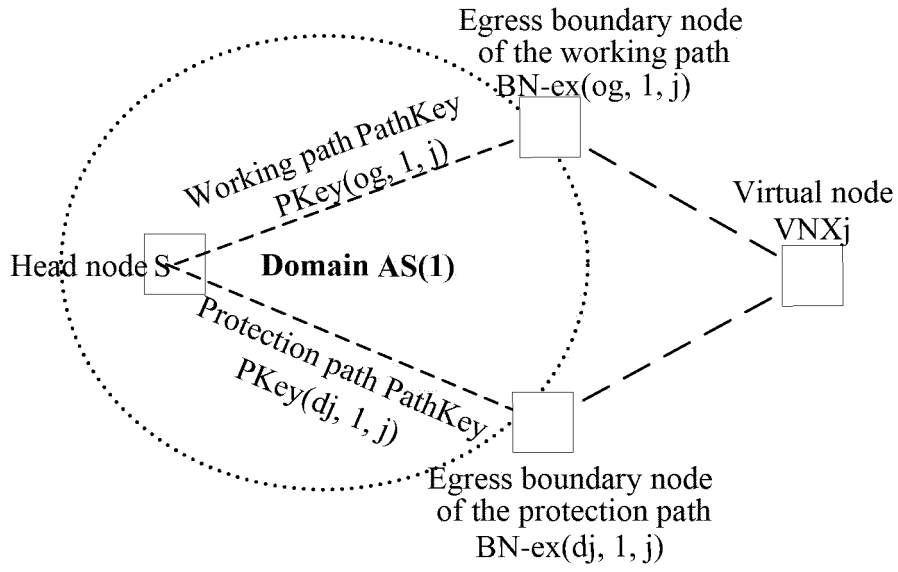 Egress boundary node
of the working path
BN-ex(og, 1, j)
Working path PathKey
PKey(og, 1, j)
Virtual node
VNXj
Head node S
Domain AS(1)
Protection path PathKey
PKey(dj, 1, j)
Egress boundary node
of the protection path
BN-ex(dj, 1, j)